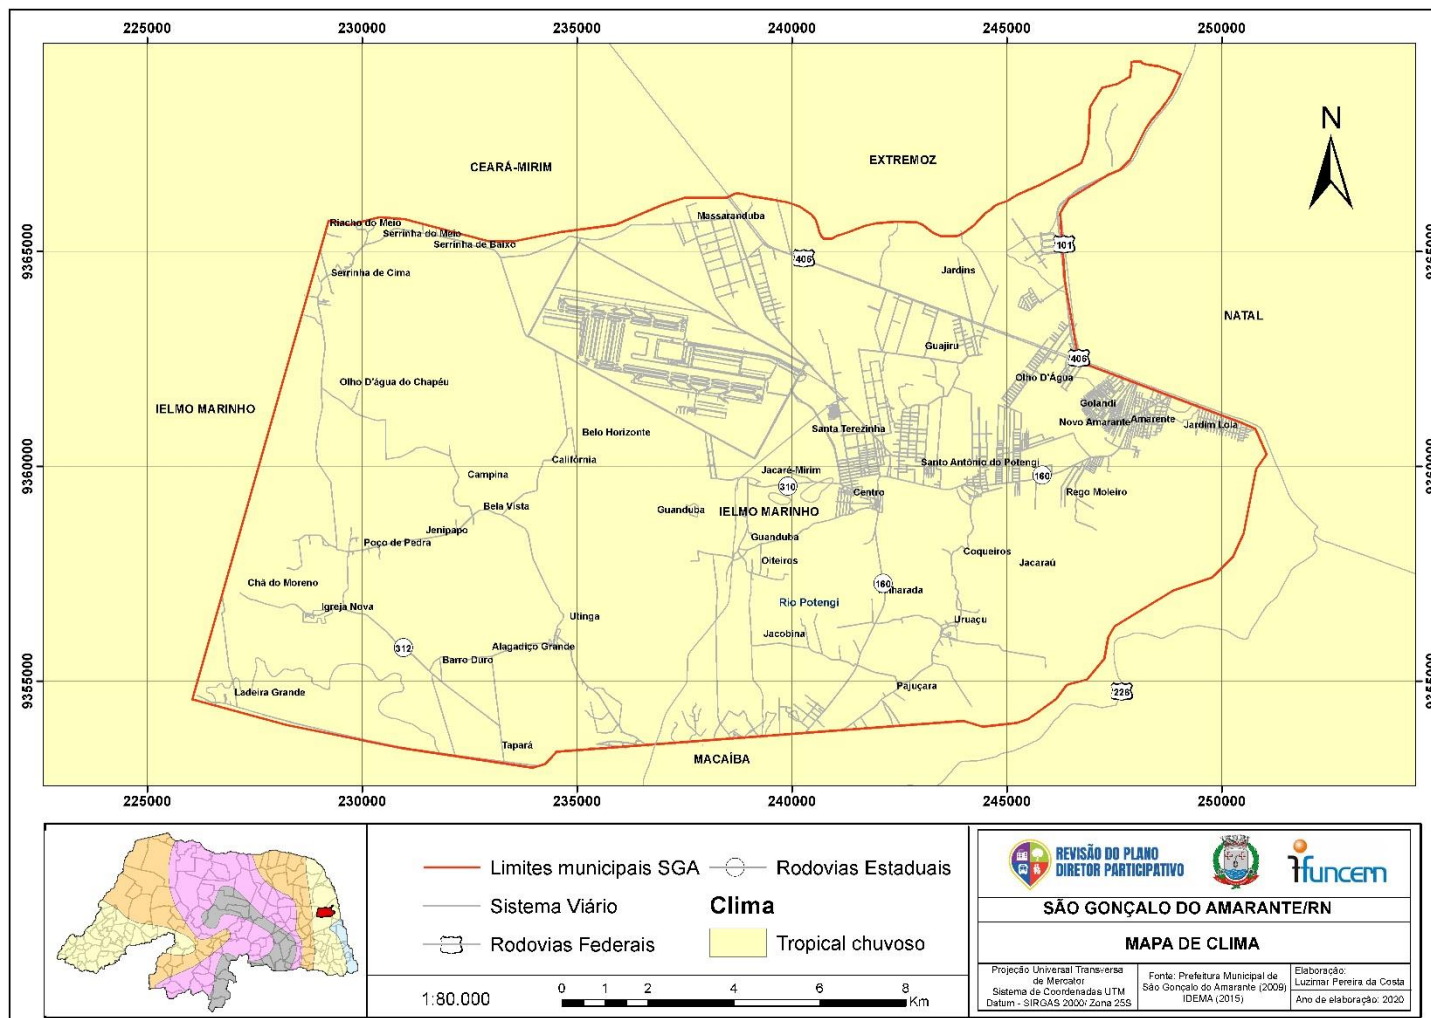 225000 230000 235000 240000 245000 250000
CEARÁ-MIRIM
EXTREMOZ
N
Massaranduba
Riacho do Meio
Serrinha do Meio
Serrinha de Baixo
9365000
101
9365000
406
Serrinha de Cima
Jardins
NATAL
Guajiru
406
Olho D'água do Chapéu
Olho D'Água
IELMO MARINHO
Golandi
Novo Amarante
Amarente
Jardim Lola
Belo Horizonte
Santa Terezinha
Califórnia
Santo Antônio do Potengi
9360000
Campina
Jacaré-Mirim
160
9360000
310
Centro
Rego Moleiro
Bela Vista
Guanduba
IELMO MARINHO
Jenipapo
Poço de Pedra
Guanduba
Coqueiros
Oiteiros
Jacaraú
Chã do Moreno
160
Rio Potengi
Igreja Nova
Utinga
Uruaçu
Jacobina
312
Alagadiço Grande
Barro Duro
9355000
Ladeira Grande
Pajuçara
226
9355000
Tapará
MACAÍBA
225000 230000 235000 240000 245000 250000
Limites municipais SGA
Rodovias Estaduais
Sistema Viário
Clima
Rodovias Federais
Tropical chuvoso
1:80.000
0 1 2 4 6 8
Km
REVISÃO DO PLANO
DIRETOR PARTICIPATIVO
ifuncern
SÃO GONÇALO DO AMARANTE/RN
MAPA DE CLIMA
Projeção Universal Transversa
de Mercator
Sistema de Coordenadas UTM
Datum - SIRGAS 2000/ Zona 25S
Fonte: Prefeitura Municipal de
São Gonçalo do Amarante (2009)
IDEMA (2015)
Elaboração:
Luzimar Pereira da Costa
Ano de elaboração: 2020